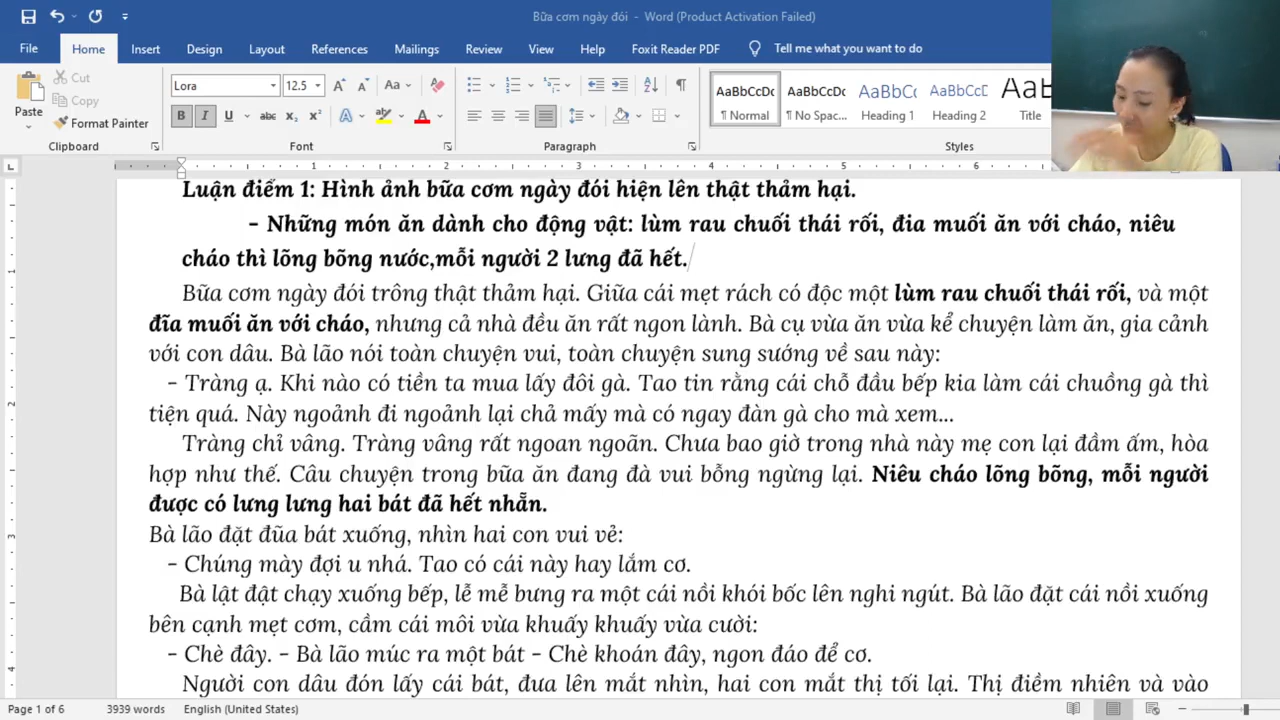 Bữa cơm ngày đói - Word (Product Activation Failed)
File Home Insert Design Layout References Mailings Review View Help Foxit Reader PDF Tell me what you want to do
Paste
Cut
Copy
Format Painter
Lora 12.5
AaBbCcDc AaBbCcDc AaBbCc AaBbCcD AaB
¶ Normal ¶ No Spac... Heading 1 Heading 2 Title
Clipboard Font Paragraph Styles
1 2 3 4 5 6
Luận điểm 1: Hình ảnh bữa cơm ngày đói hiện lên thật thảm hại.
- Những món ăn dành cho động vật: lùm rau chuối thái rối, đia muối ăn với cháo, niêu
cháo thì lõng bõng nước,mỗi người 2 lưng đã hết.
Bữa cơm ngày đói trông thật thảm hại. Giữa cái mẹt rách có độc một lùm rau chuối thái rối, và một
đĩa muối ăn với cháo, nhưng cả nhà đều ăn rất ngon lành. Bà cụ vừa ăn vừa kể chuyện làm ăn, gia cảnh
với con dâu. Bà lão nói toàn chuyện vui, toàn chuyện sung sướng về sau này:
- Tràng ạ. Khi nào có tiền ta mua lấy đôi gà. Tao tin rằng cái chỗ đầu bếp kia làm cái chuồng gà thì
tiện quá. Này ngoảnh đi ngoảnh lại chả mấy mà có ngay đàn gà cho mà xem...
Tràng chỉ vâng. Tràng vâng rất ngoan ngoãn. Chưa bao giờ trong nhà này mẹ con lại đầm ấm, hòa
hợp như thế. Câu chuyện trong bữa ăn đang đà vui bỗng ngừng lại. Niêu cháo lõng bõng, mỗi người
được có lưng lưng hai bát đã hết nhẵn.
Bà lão đặt đũa bát xuống, nhìn hai con vui vẻ:
- Chúng mày đợi u nhá. Tao có cái này hay lắm cơ.
Bà lật đật chạy xuống bếp, lễ mễ bưng ra một cái nồi khói bốc lên nghi ngút. Bà lão đặt cái nồi xuống
bên cạnh mẹt cơm, cầm cái môi vừa khuấy khuấy vừa cười:
- Chè đây. - Bà lão múc ra một bát - Chè khoán đây, ngon đáo để cơ.
Người con dâu đón lấy cái bát, đưa lên mắt nhìn, hai con mắt thị tối lại. Thị điềm nhiên và vào
Page 1 of 6 3939 words English (United States)